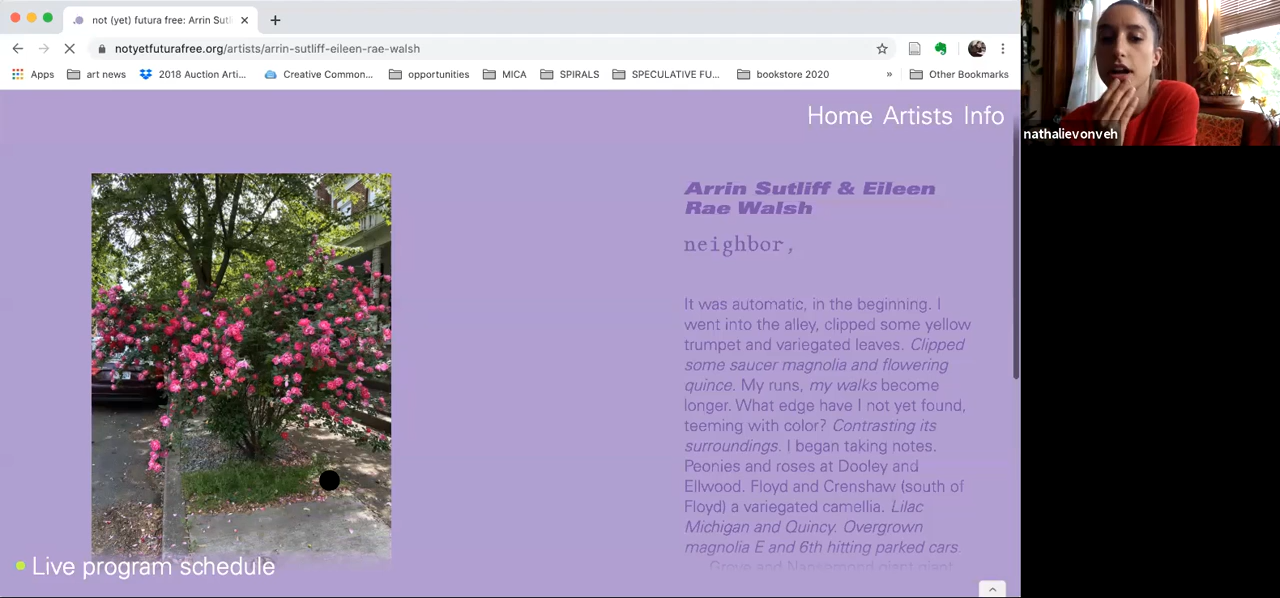 not (yet) futura free: Arrin Sutl
notyetfuturafree.org/artists/arrin-sutliff-eileen-rae-walsh
Apps art news 2018 Auction Arti... Creative Common... opportunities MICA SPIRALS SPECULATIVE FU... bookstore 2020 » Other Bookmarks
nathalievonveh
Home Artists Info
Arrin Sutliff & Eileen
Rae Walsh
neighbor,
It was automatic, in the beginning. I
went into the alley, clipped some yellow
trumpet and variegated leaves. Clipped
some saucer magnolia and flowering
quince. My runs, my walks become
longer. What edge have I not yet found,
teeming with color? Contrasting its
surroundings. I began taking notes.
Peonies and roses at Dooley and
Ellwood. Floyd and Crenshaw (south of
Floyd) a variegated camellia. Lilac
Michigan and Quincy. Overgrown
magnolia E and 6th hitting parked cars
Grove and Nansemond giant giant
Live program schedule